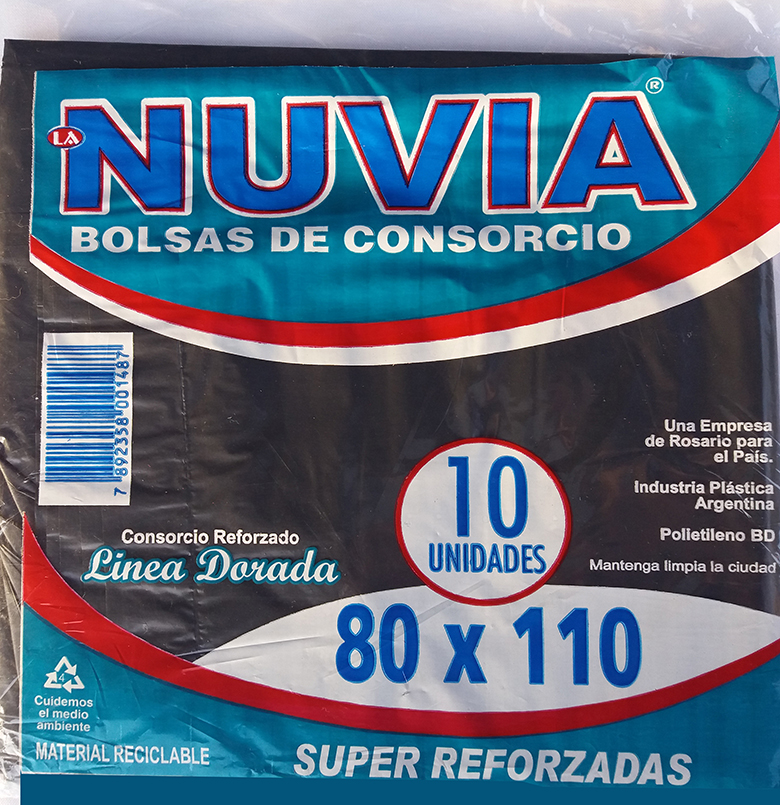 LA
NUVIA®
BOLSAS DE CONSORCIO
7 892358 001487
Una Empresa
de Rosario para
el País.
Industria Plástica
Argentina
Polietileno BD
Mantenga limpia la ciudad
10
UNIDADES
Consorcio Reforzado
Linea Dorada
80 x 110
4
Cuidemos
el medio
ambiente
MATERIAL RECICLABLE
SUPER REFORZADAS